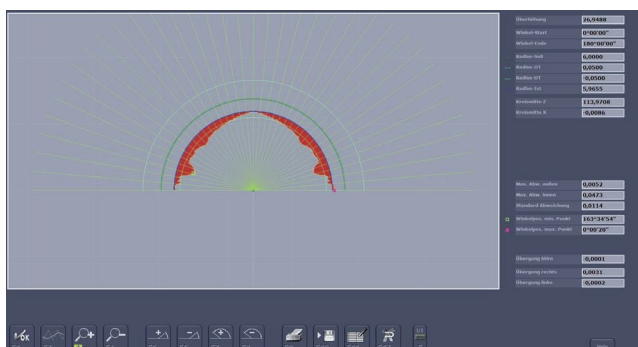 Überhöhung 26,9488
Winkel-Start 0°00'00"
Winkel-Ende 180°00'00"
Radius-Soll 6,0000
Radius-OT 0,0500
Radius-UT -0,0500
Radius-Ist 5,9655
Kreismitte Z 113,9708
Kreismitte X -0,0086
Max. Abw. außen 0,0052
Max. Abw. innen 0,0473
Standard Abweichung 0,0114
Winkelpos. min. Punkt 163°34'54"
Winkelpos. max. Punkt 0°00'20"
Übergang Mitte -0,0001
Übergang rechts 0,0031
Übergang links -0,0002
OK